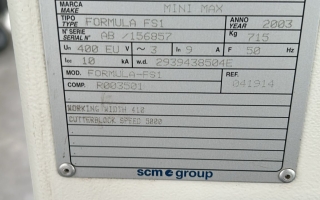 MARCA
MAKE MINI MAX
TIPO
TYPE FORMULA FS1 ANNO
YEAR 2003
N°SERIE
SERIAL N° AB /156857 Kg 715
Un 400 EU V ~ 3 In 9 A F 50 Hz
Isc 10 kA w.d. 2939438504E
MOD. FORMULA-FS1 REF. 041914
COMP. R003501
WORKING WIDTH 410
CUTTERBLOCK SPEED 5000
scm group